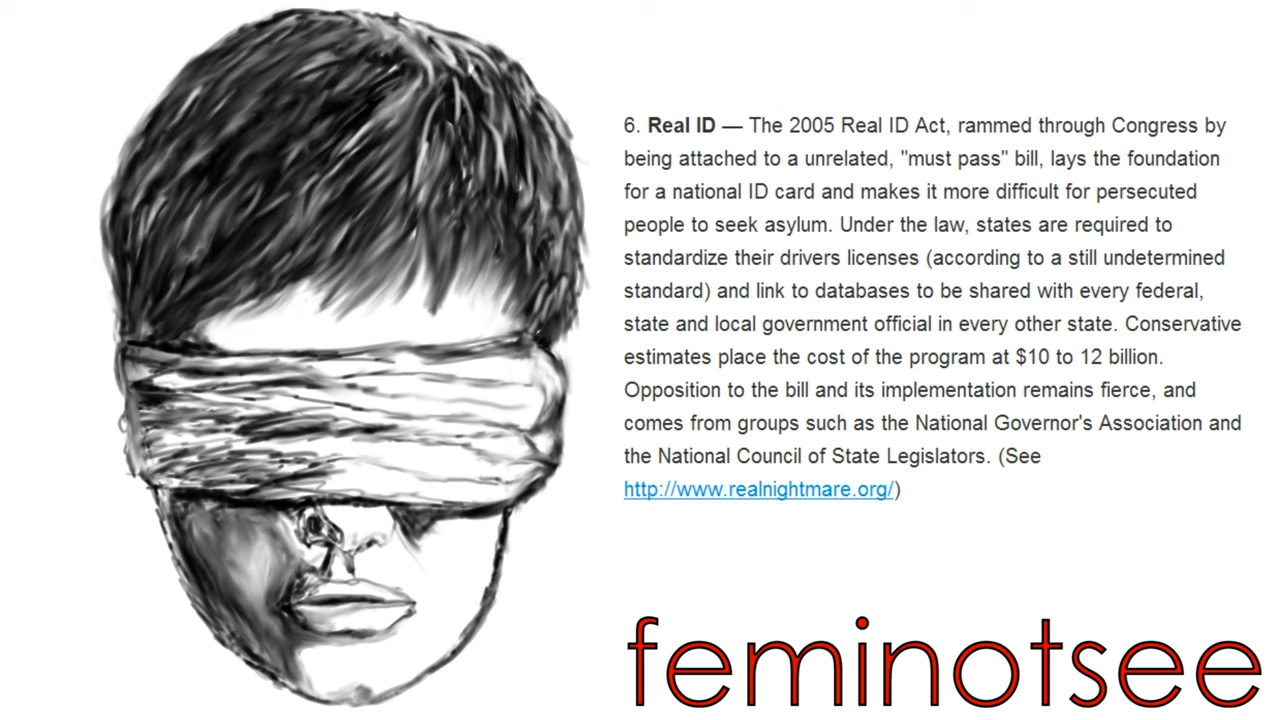 6. Real ID — The 2005 Real ID Act, rammed through Congress by
being attached to a unrelated, "must pass" bill, lays the foundation
for a national ID card and makes it more difficult for persecuted
people to seek asylum. Under the law, states are required to
standardize their drivers licenses (according to a still undetermined
standard) and link to databases to be shared with every federal,
state and local government official in every other state. Conservative
estimates place the cost of the program at $10 to 12 billion.
Opposition to the bill and its implementation remains fierce, and
comes from groups such as the National Governor's Association and
the National Council of State Legislators. (See
http://www.realnightmare.org/)
feminotsee